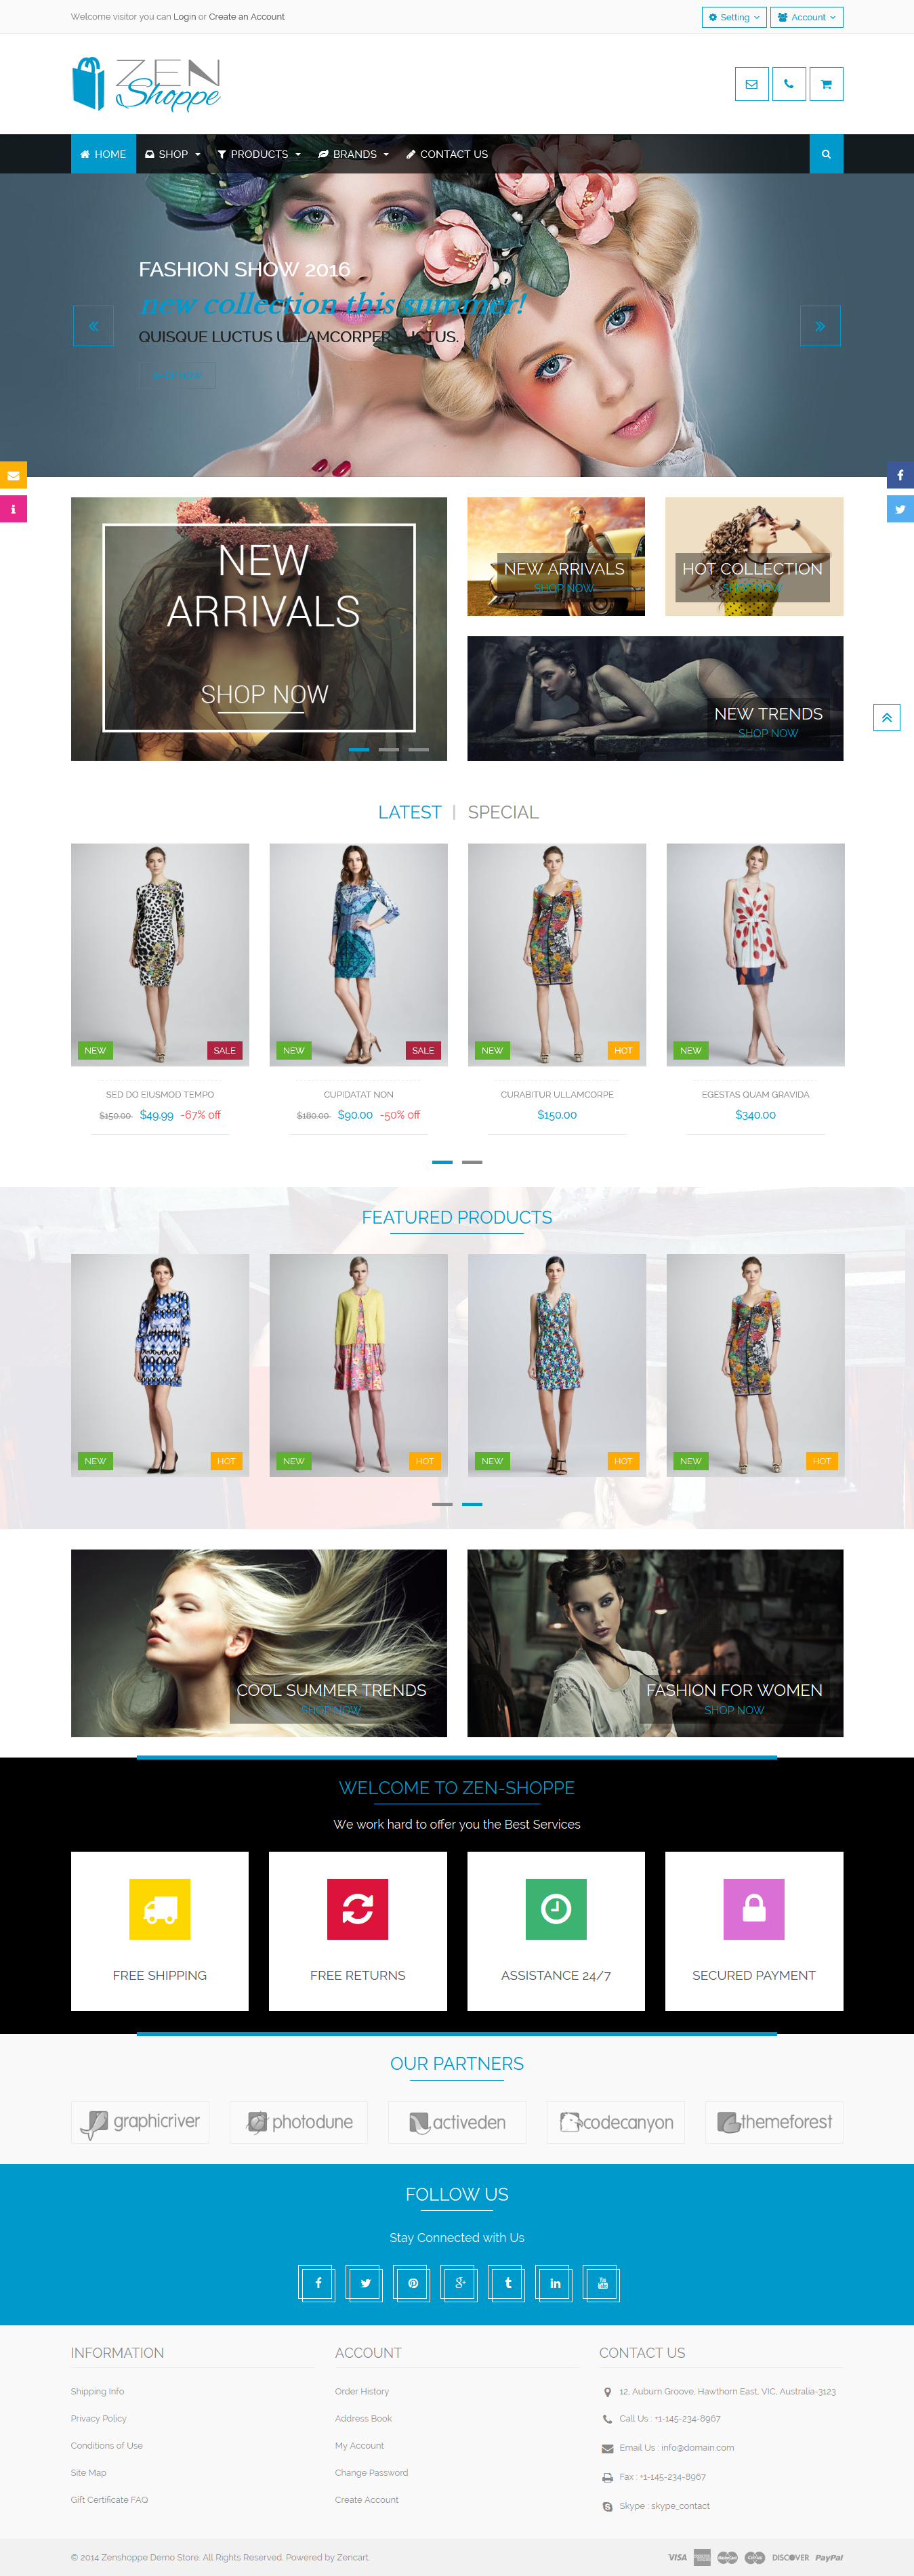 Welcome visitor you can Login or Create an Account
Setting
Account
ZEN
Shoppe
HOME
SHOP
PRODUCTS
BRANDS
CONTACT US
FASHION SHOW 2016
new collection this summer!
QUISQUE LUCTUS ULLAMCORPER LUCTUS.
NEW
ARRIVALS
SHOP NOW
NEW ARRIVALS
SHOP NOW
HOT COLLECTION
SHOP NOW
NEW TRENDS
SHOP NOW
LATEST | SPECIAL
NEW
SALE
NEW
SALE
NEW
HOT
NEW
SED DO EIUSMOD TEMPO
$150.00 $49.99 -67% off
CUPIDATAT NON
$180.00 $90.00 -50% off
CURABITUR ULLAMCORPE
$150.00
EGESTAS QUAM GRAVIDA
$340.00
FEATURED PRODUCTS
NEW
HOT
NEW
HOT
NEW
HOT
NEW
HOT
COOL SUMMER TRENDS
SHOP NOW
FASHION FOR WOMEN
SHOP NOW
WELCOME TO ZEN-SHOPPE
We work hard to offer you the Best Services
FREE SHIPPING
FREE RETURNS
ASSISTANCE 24/7
SECURED PAYMENT
OUR PARTNERS
graphicriver
photodune
activeden
codecanyon
themeforest
FOLLOW US
Stay Connected with Us
INFORMATION
Shipping Info
Privacy Policy
Conditions of Use
Site Map
Gift Certificate FAQ
ACCOUNT
Order History
Address Book
My Account
Change Password
Create Account
CONTACT US
12, Auburn Groove, Hawthorn East, VIC, Australia-3123
Call Us : +1-145-234-8967
Email Us : info@domain.com
Fax : +1-145-234-8967
Skype : skype_contact
© 2014 Zenshoppe Demo Store. All Rights Reserved. Powered by Zencart.
VISA
DISCOVER
PayPal